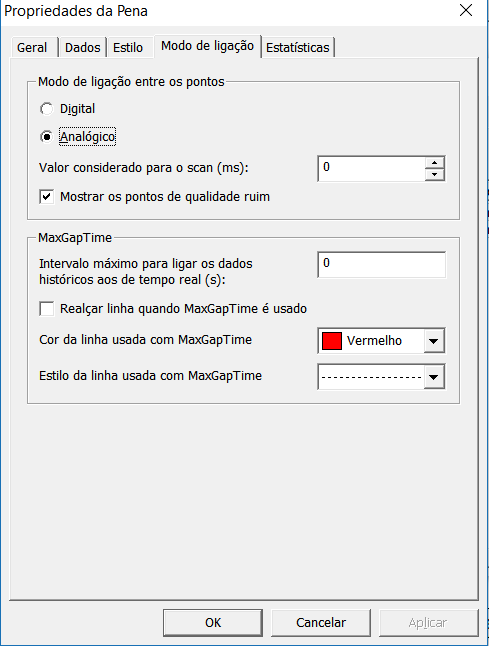 Propriedades da Pena
Geral Dados Estilo Modo de ligação Estatísticas
Modo de ligação entre os pontos
Digital
Analógico
Valor considerado para o scan (ms): 0
Mostrar os pontos de qualidade ruim
MaxGapTime
Intervalo máximo para ligar os dados
históricos aos de tempo real (s): 0
Realçar linha quando MaxGapTime é usado
Cor da linha usada com MaxGapTime Vermelho
Estilo da linha usada com MaxGapTime
OK Cancelar Aplicar